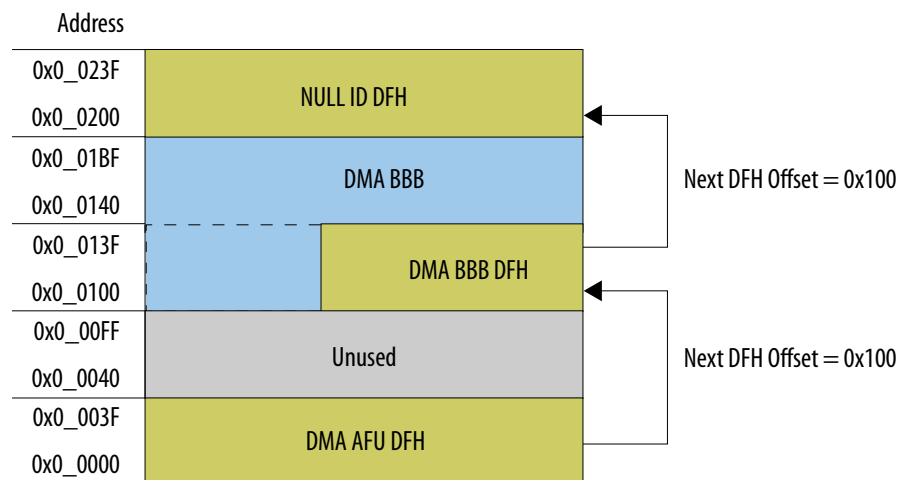 Address
0x0_023F
NULL ID DFH
0x0_0200
0x0_01BF
DMA BBB
Next DFH Offset = 0x100
0x0_0140
0x0_013F
DMA BBB DFH
0x0_0100
0x0_00FF
Unused
Next DFH Offset = 0x100
0x0_0040
0x0_003F
DMA AFU DFH
0x0_0000